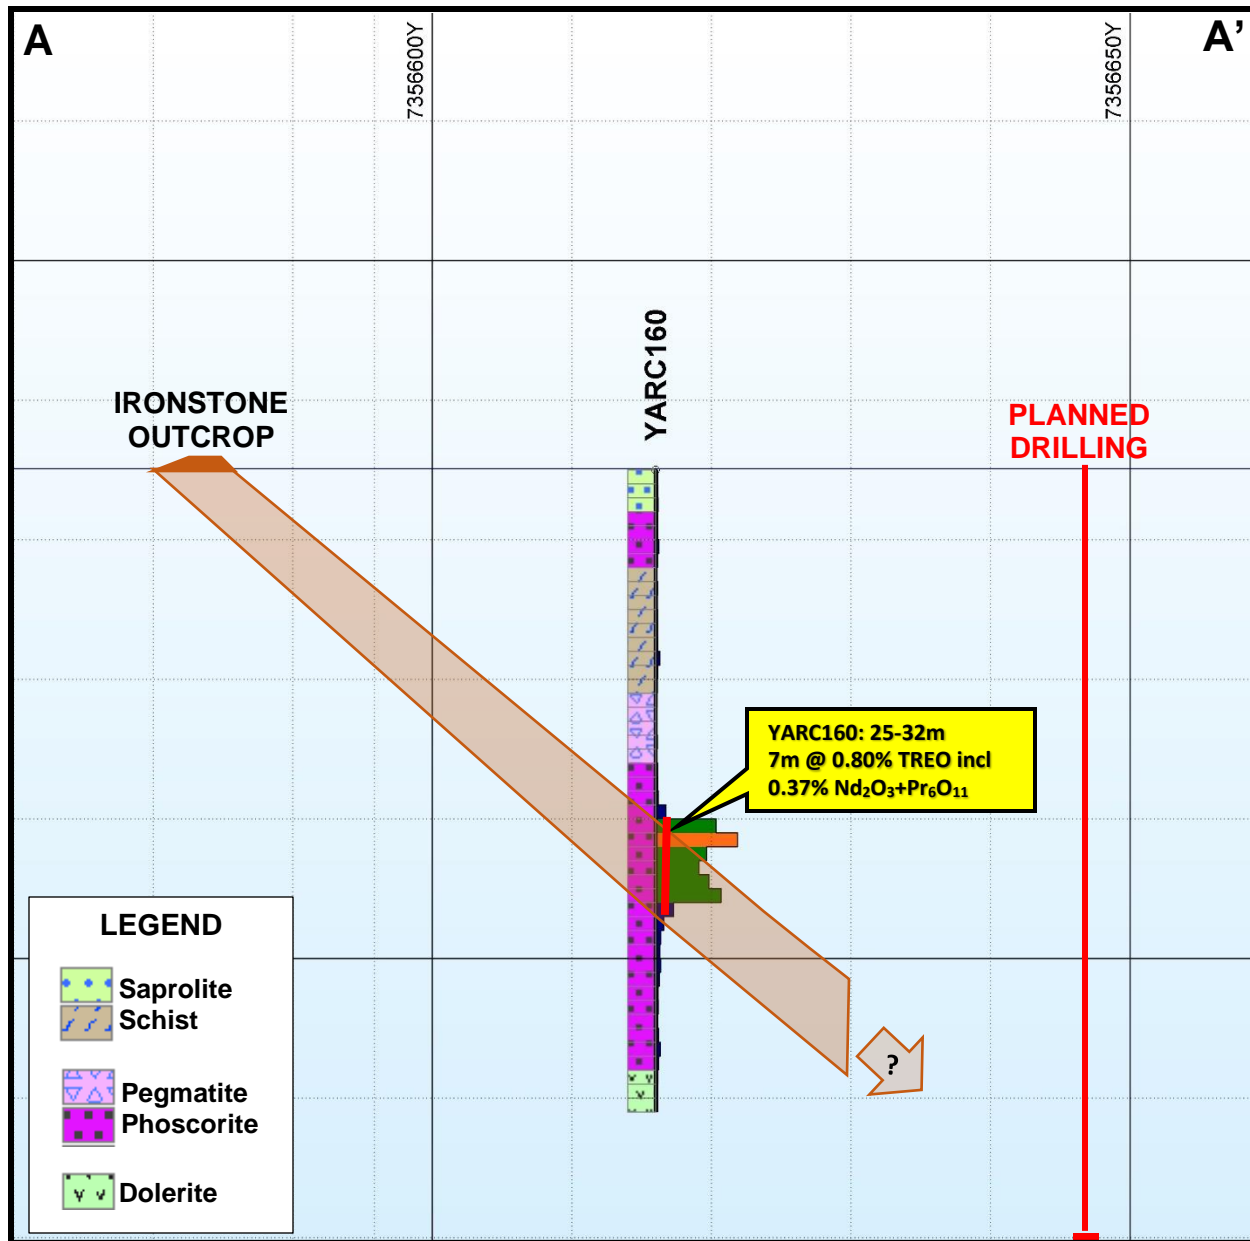 A
7356600Y
7356650Y
A’
IRONSTONE
OUTCROP
YARC160
PLANNED
DRILLING
YARC160: 25-32m
7m @ 0.80% TREO incl
0.37% Nd₂O₃+Pr₆O₁₁
?
LEGEND
Saprolite
Schist
Pegmatite
Phoscorite
Dolerite